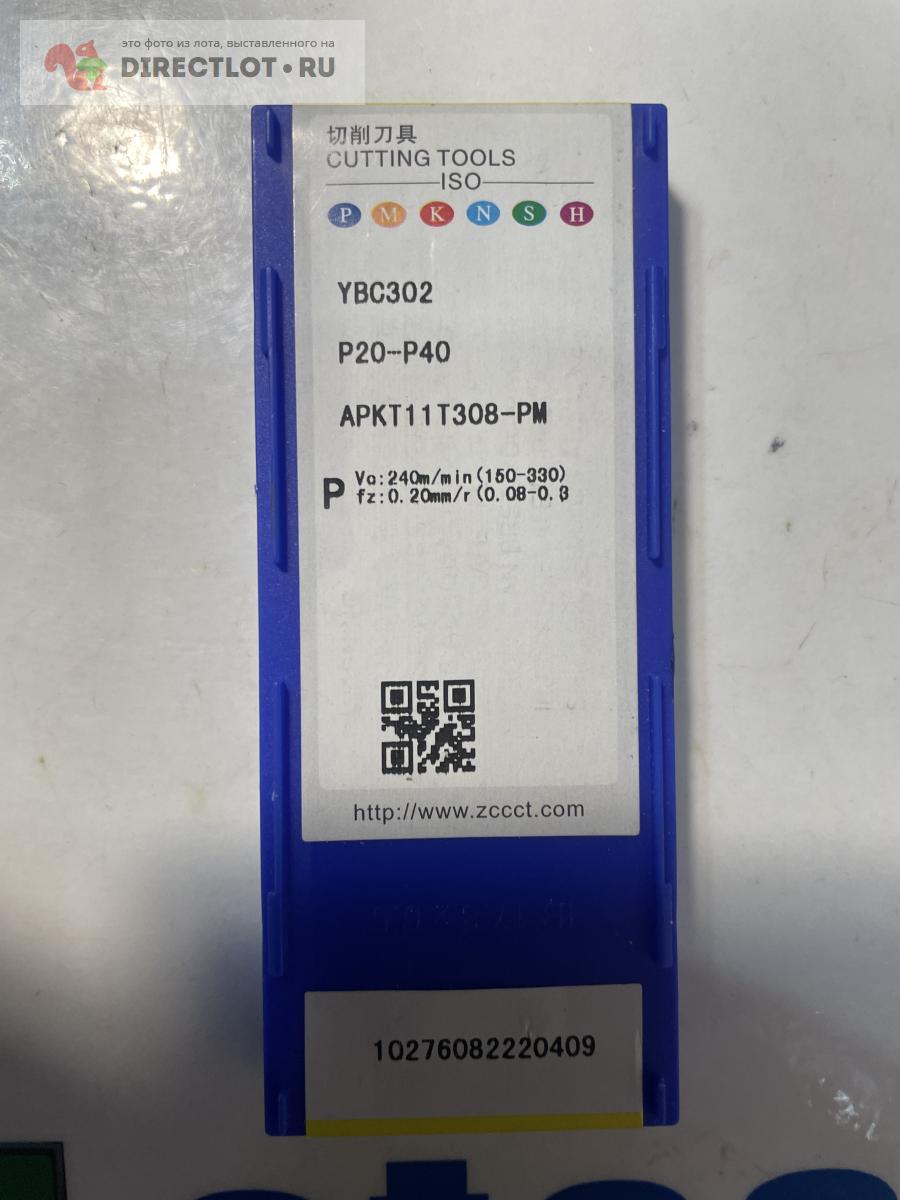 это фото из лота, выставленного на
DIRECTLOT•RU
切削刀具
CUTTING TOOLS
ISO
P M K N S H
YBC302
P20-P40
APKT11T308-PM
P
Vc:240m/min(150-330)
fz:0.20mm/r(0.08-0.3
http://www.zccct.com
10276082220409